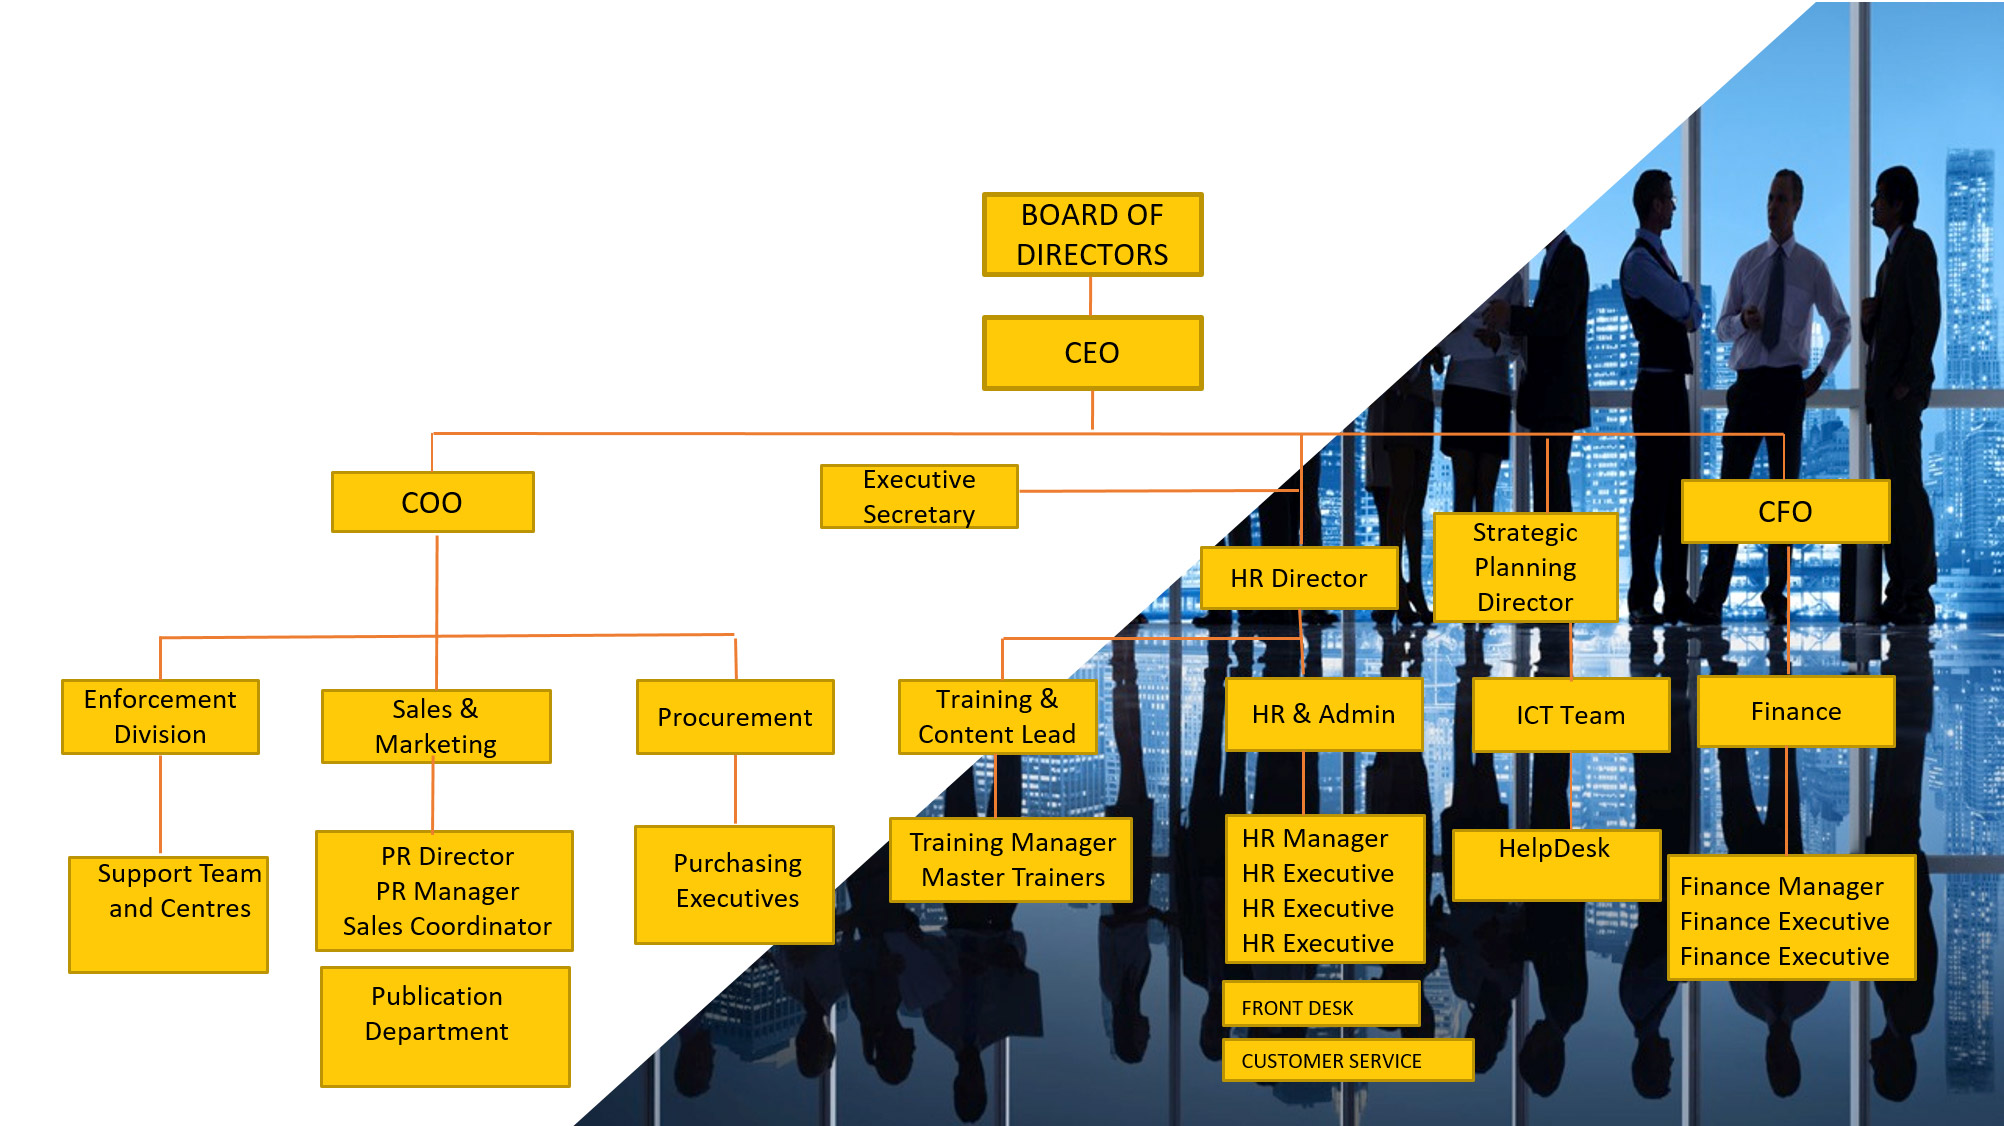 BOARD OF
DIRECTORS
CEO
COO
Executive
Secretary
HR Director
Strategic
Planning
Director
CFO
Enforcement
Division
Sales &
Marketing
Procurement
Training &
Content Lead
HR & Admin
ICT Team
Finance
Support Team
and Centres
PR Director
PR Manager
Sales Coordinator
Purchasing
Executives
Training Manager
Master Trainers
HR Manager
HR Executive
HR Executive
HR Executive
HelpDesk
Finance Manager
Finance Executive
Finance Executive
Publication
Department
FRONT DESK
CUSTOMER SERVICE